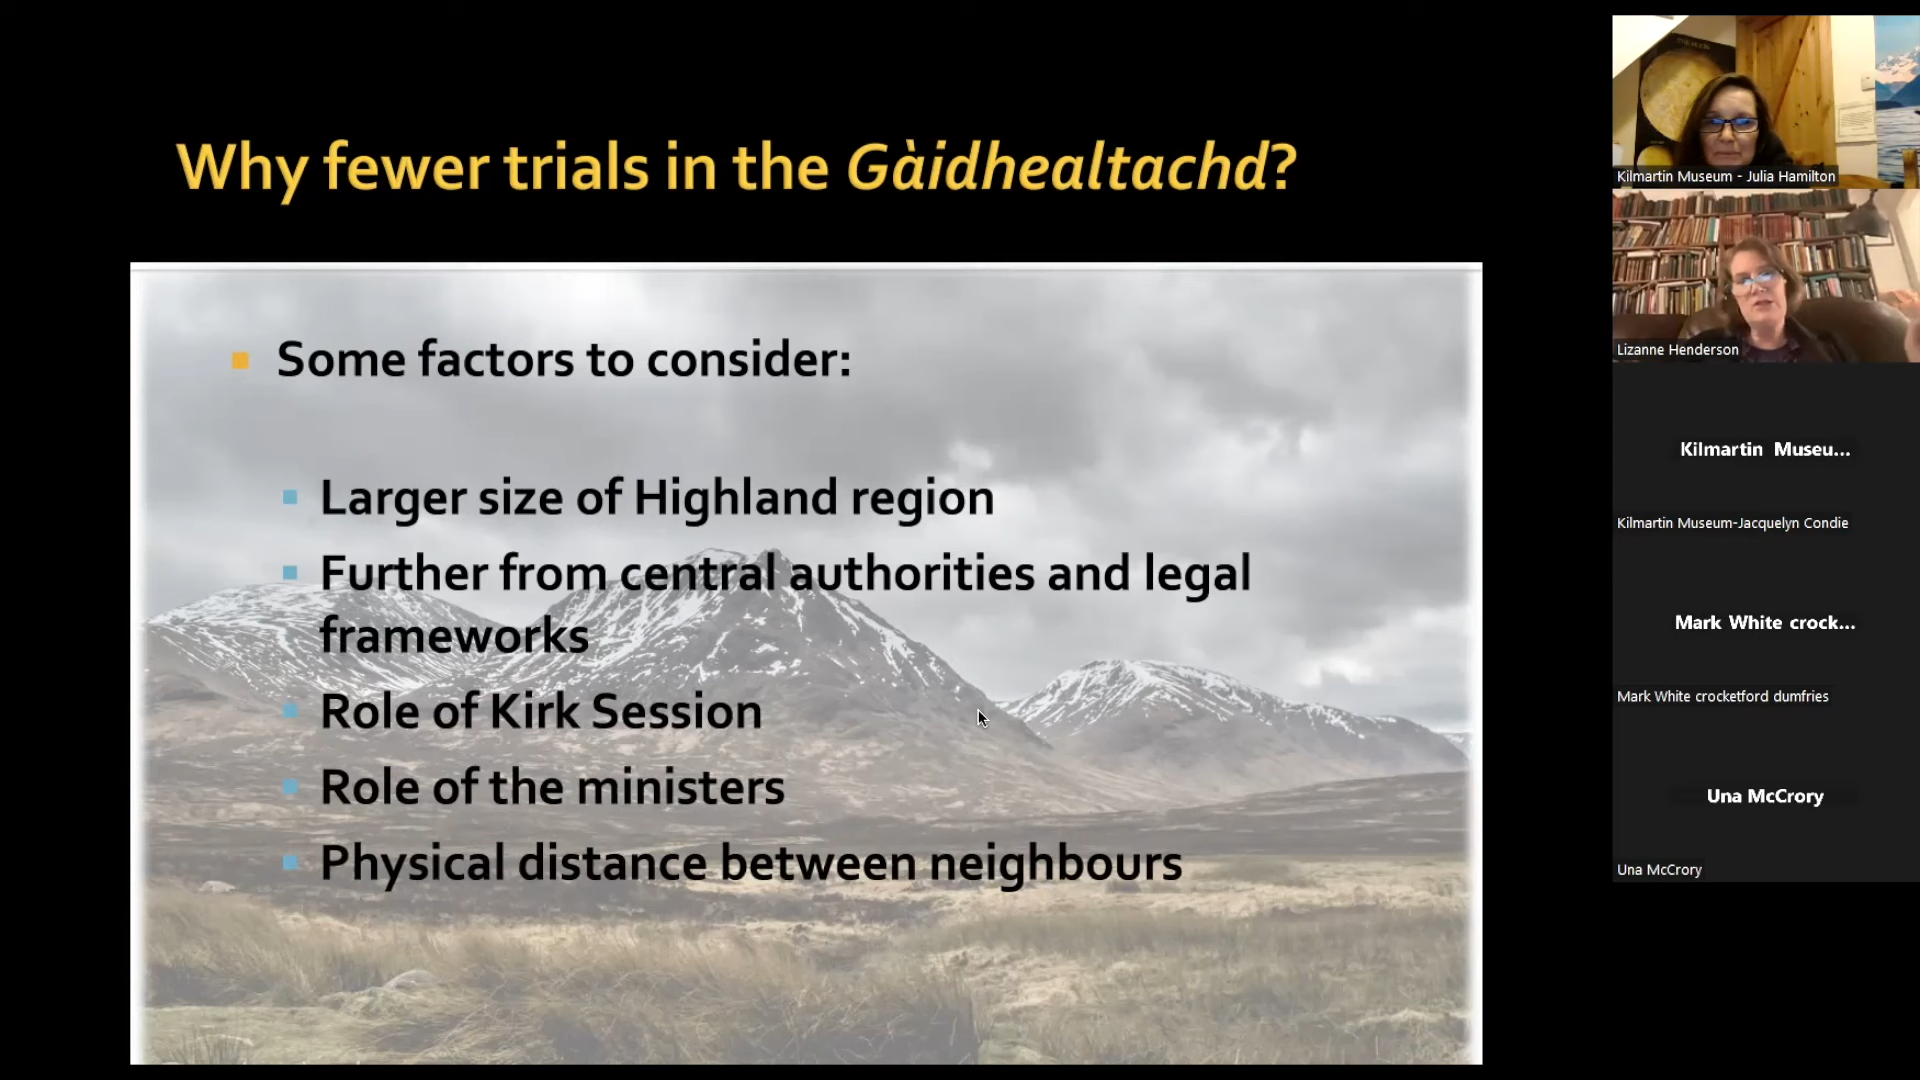 Why fewer trials in the Gàidhealtachd?
Some factors to consider:
Larger size of Highland region
Further from central authorities and legal
frameworks
Role of Kirk Session
Role of the ministers
Physical distance between neighbours
Kilmartin Museum - Julia Hamilton
Lizanne Henderson
Kilmartin Museu...
Kilmartin Museum-Jacquelyn Condie
Mark White crock...
Mark White crocketford dumfries
Una McCrory
Una McCrory